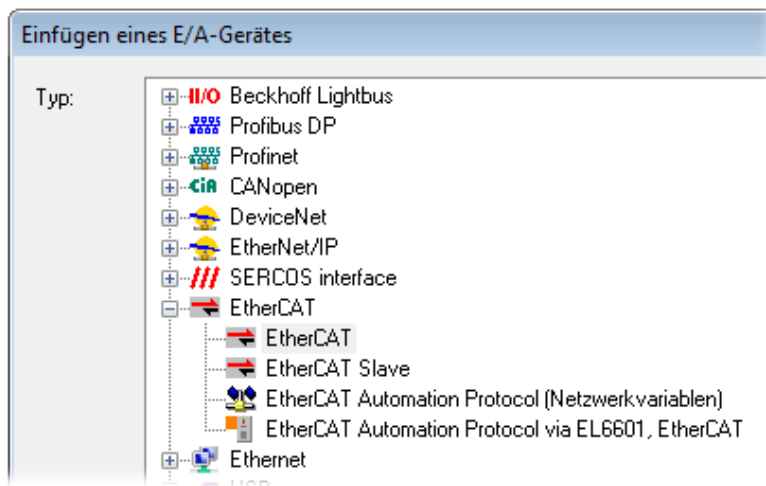 Einfügen eines E/A-Gerätes
Typ:
II/O Beckhoff Lightbus
Profibus DP
Profinet
CiA CANopen
DeviceNet
EtherNet/IP
SERCOS interface
EtherCAT
EtherCAT
EtherCAT Slave
EtherCAT Automation Protocol (Netzwerkvariablen)
EtherCAT Automation Protocol via EL6601, EtherCAT
Ethernet